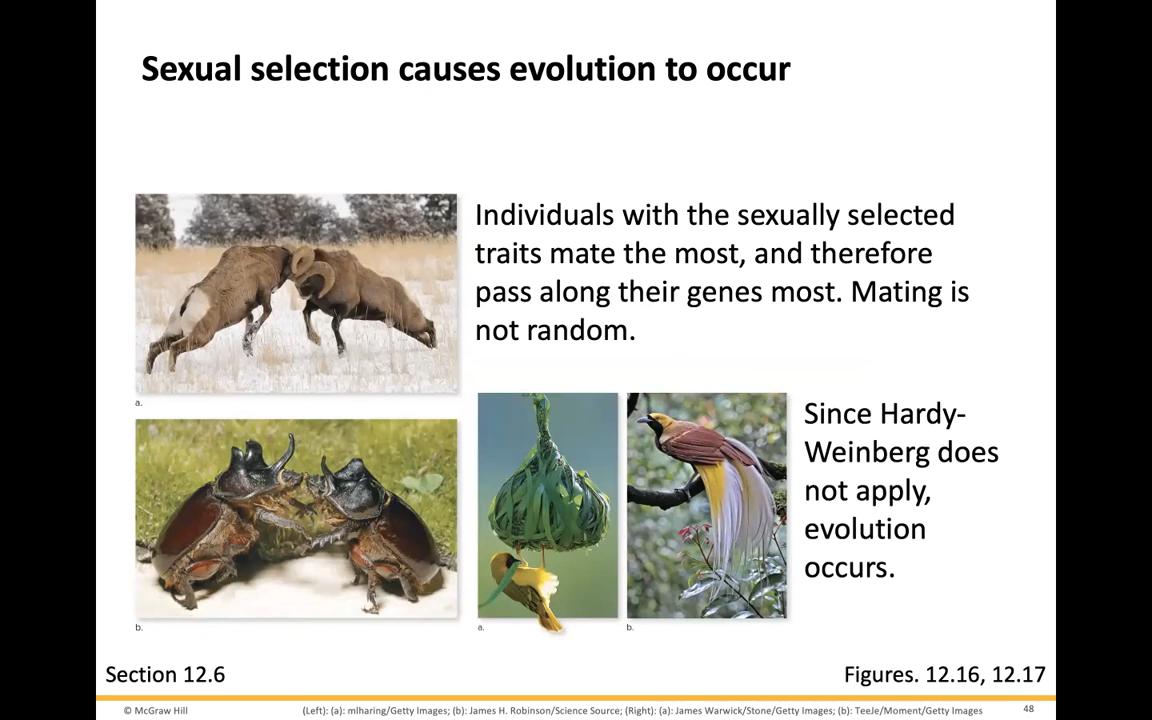 Sexual selection causes evolution to occur
Individuals with the sexually selected
traits mate the most, and therefore
pass along their genes most. Mating is
not random.
a.
b.
a.
b.
Since Hardy-
Weinberg does
not apply,
evolution
occurs.
Section 12.6
Figures. 12.16, 12.17
© McGraw Hill
(Left): (a): mlharing/Getty Images; (b): James H. Robinson/Science Source; (Right): (a): James Warwick/Stone/Getty Images; (b): TeeJe/Moment/Getty Images
48